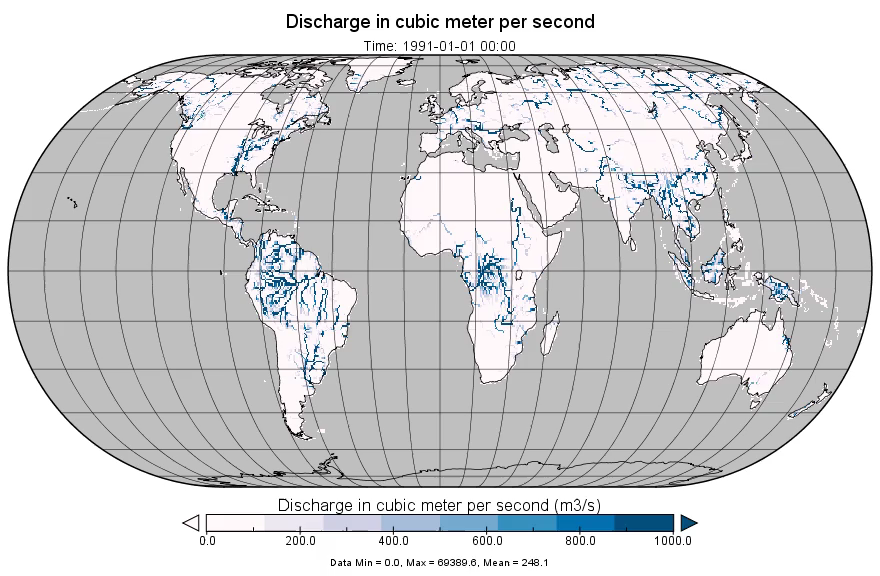 Discharge in cubic meter per second
Time: 1991-01-01 00:00
Discharge in cubic meter per second (m3/s)
0.0 200.0 400.0 600.0 800.0 1000.0
Data Min = 0.0, Max = 69389.6, Mean = 248.1